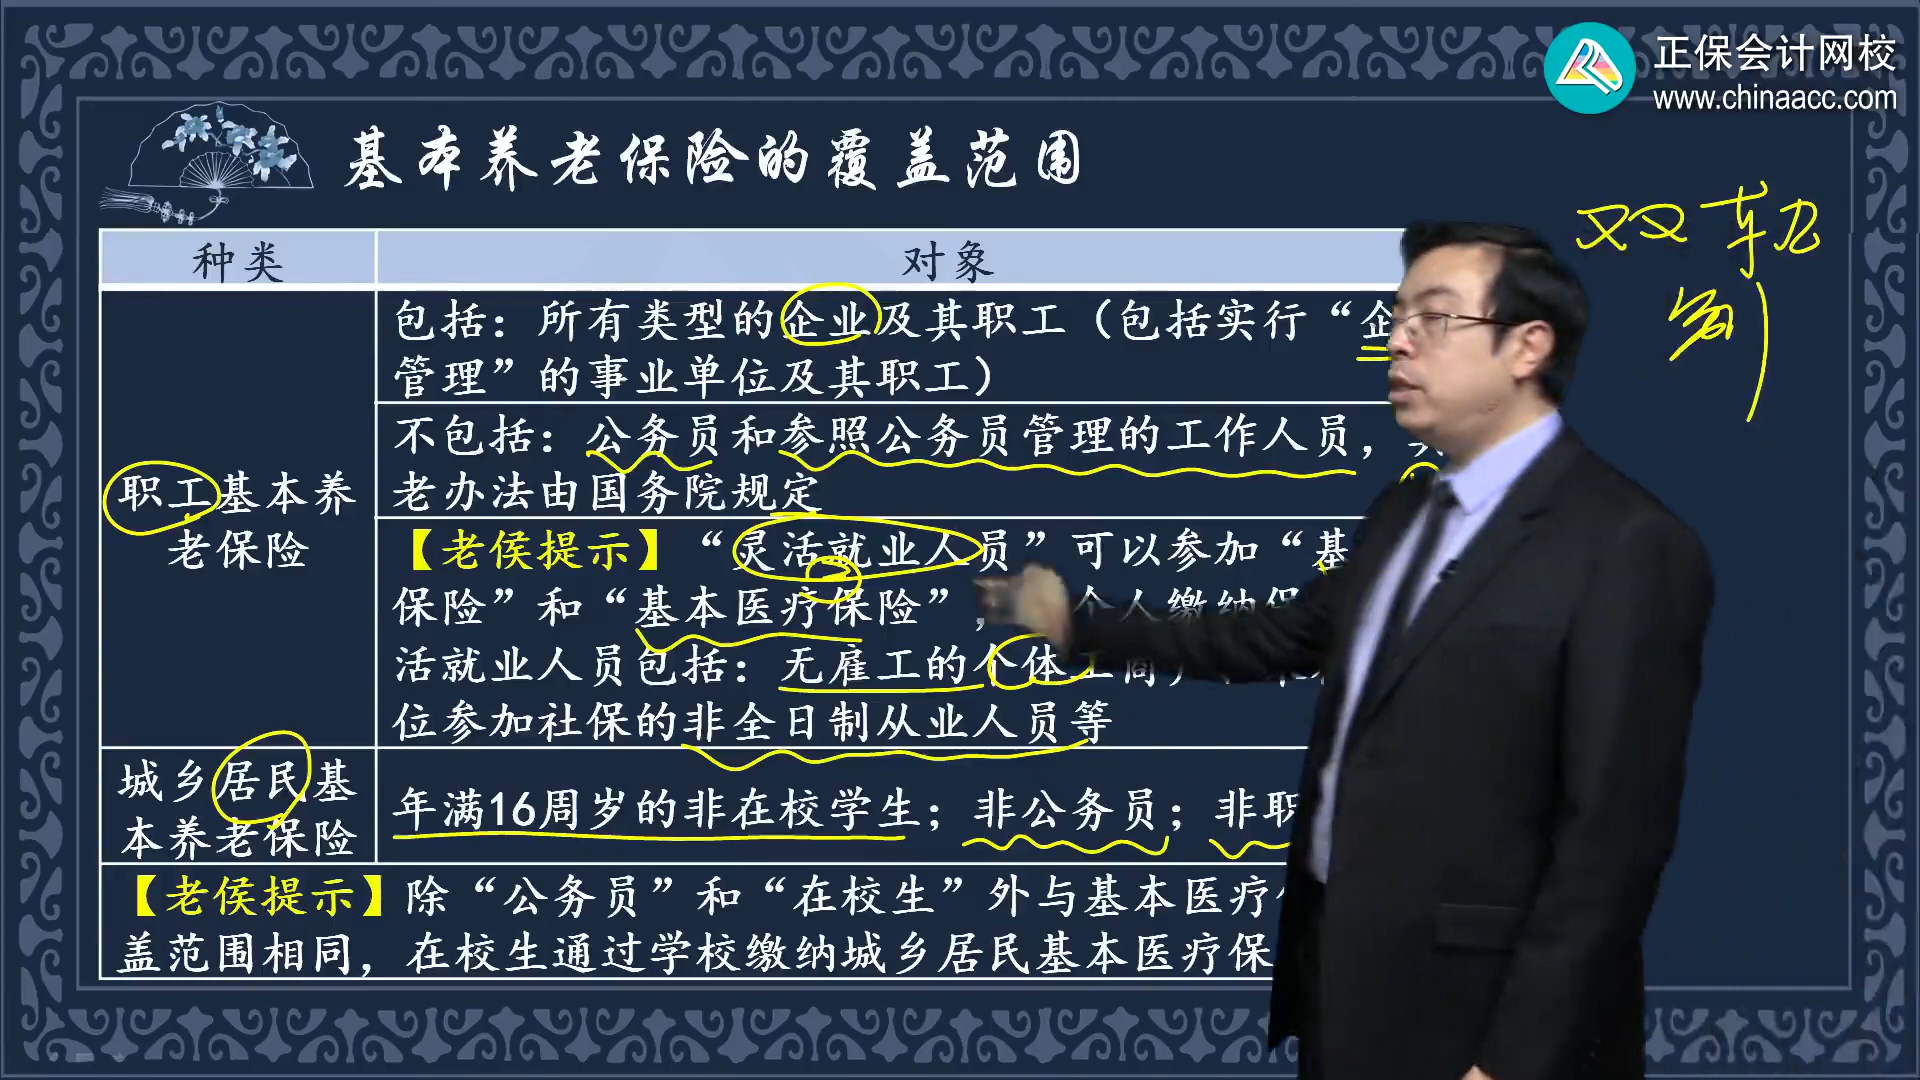 正保会计网校
www.chinaacc.com
基本养老保险的覆盖范围
双轨
制
种类
对象
包括：所有类型的企业及其职工（包括实行“企
管理”的事业单位及其职工）
不包括：公务员和参照公务员管理的工作人员，
老办法由国务院规定
职工基本养
老保险
【老侯提示】“灵活就业人员”可以参加“基
保险”和“基本医疗保险”，个人缴纳
活就业人员包括：无雇工的个体工商
位参加社保的非全日制从业人员等
城乡居民基
本养老保险
年满16周岁的非在校学生；非公务员；非职
【老侯提示】除“公务员”和“在校生”外与基本医疗
盖范围相同，在校生通过学校缴纳城乡居民基本医疗保